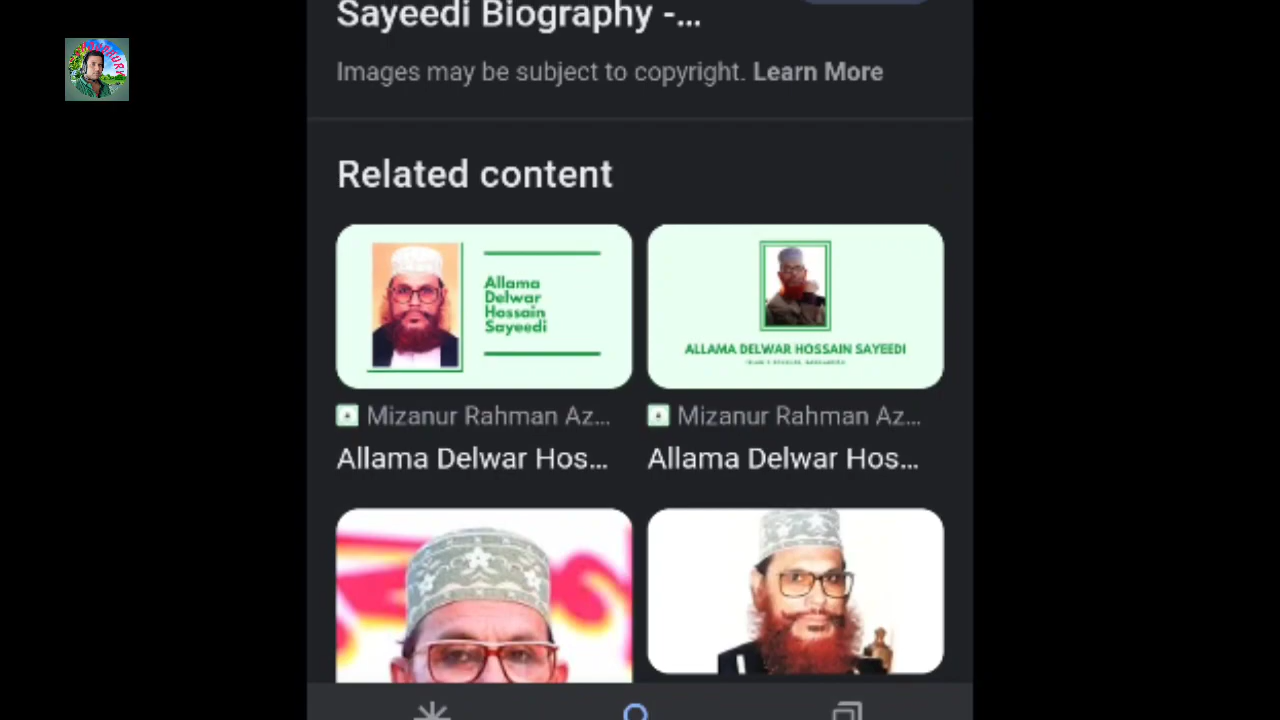 Sayeedi Biography -...
Images may be subject to copyright. Learn More
Related content
Allama
Delwar
Hossain
Sayeedi
ALLAMA DELWAR HOSSAIN SAYEEDI
Mizanur Rahman Az...
Mizanur Rahman Az...
Allama Delwar Hos...
Allama Delwar Hos...